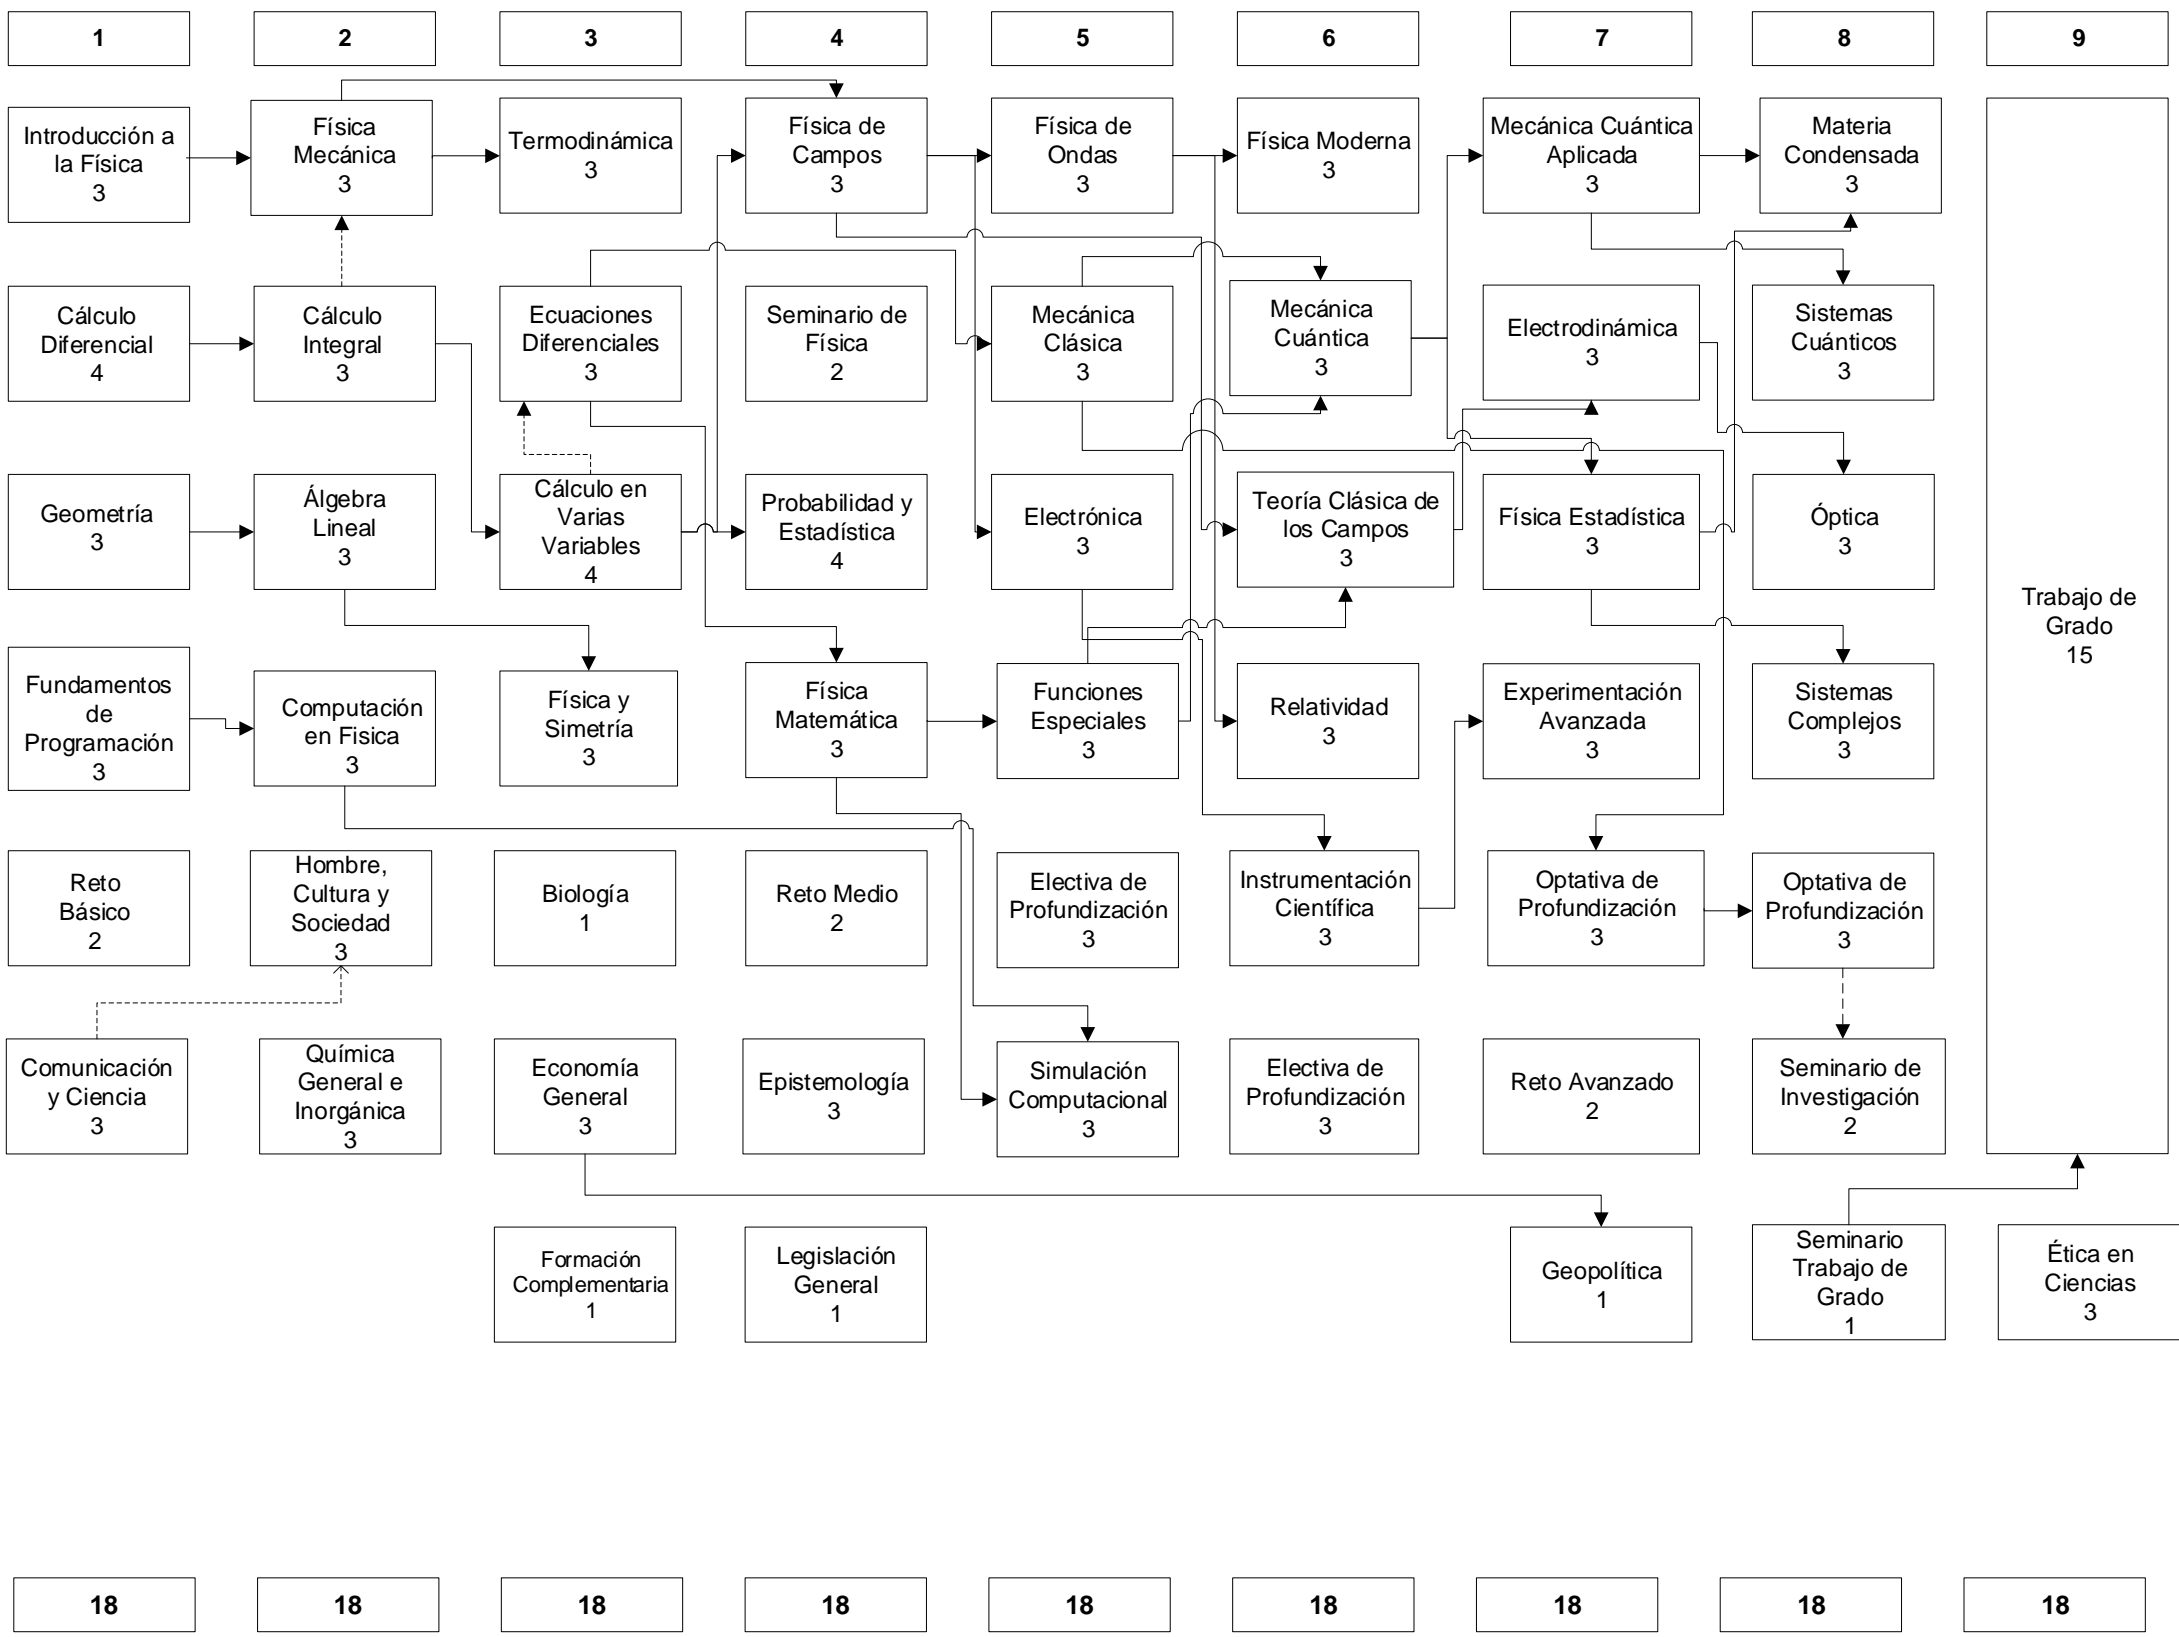 1
2
3
4
5
6
7
8
9
Introducción a
la Física
3
Física
Mecánica
3
Termodinámica
3
Física de
Campos
3
Física de
Ondas
3
Física Moderna
3
Mecánica Cuántica
Aplicada
3
Materia
Condensada
3
Cálculo
Diferencial
4
Cálculo
Integral
3
Ecuaciones
Diferenciales
3
Seminario de
Física
2
Mecánica
Clásica
3
Mecánica
Cuántica
3
Electrodinámica
3
Sistemas
Cuánticos
3
Geometría
3
Álgebra
Lineal
3
Cálculo en
Varias
Variables
4
Probabilidad y
Estadística
4
Electrónica
3
Teoría Clásica de
los Campos
3
Física Estadística
3
Óptica
3
Trabajo de
Grado
15
Fundamentos
de
Programación
3
Computación
en Fisica
3
Física y
Simetría
3
Física
Matemática
3
Funciones
Especiales
3
Relatividad
3
Experimentación
Avanzada
3
Sistemas
Complejos
3
Reto
Básico
2
Hombre,
Cultura y
Sociedad
3
Biología
1
Reto Medio
2
Electiva de
Profundización
3
Instrumentación
Científica
3
Optativa de
Profundización
3
Optativa de
Profundización
3
Comunicación
y Ciencia
3
Química
General e
Inorgánica
3
Economía
General
3
Epistemología
3
Simulación
Computacional
3
Electiva de
Profundización
3
Reto Avanzado
2
Seminario de
Investigación
2
Formación
Complementaria
1
Legislación
General
1
Geopolítica
1
Seminario
Trabajo de
Grado
1
Ética en
Ciencias
3
18
18
18
18
18
18
18
18
18